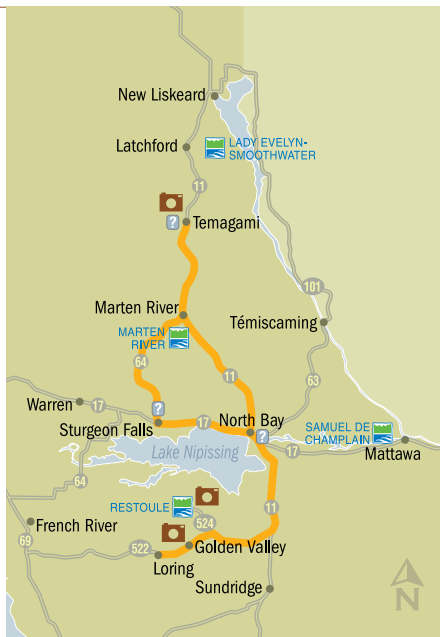 New Liskeard
Latchford
LADY EVELYN-
SMOOTHWATER
11
?
Temagami
101
Marten River
Témiscaming
MARTEN
RIVER
64
11
63
Warren
17
?
Sturgeon Falls
17
North Bay
?
SAMUEL DE
CHAMPLAIN
17
Mattawa
Lake Nipissing
64
RESTOULE
11
524
French River
69
522
Golden Valley
Loring
Sundridge
N